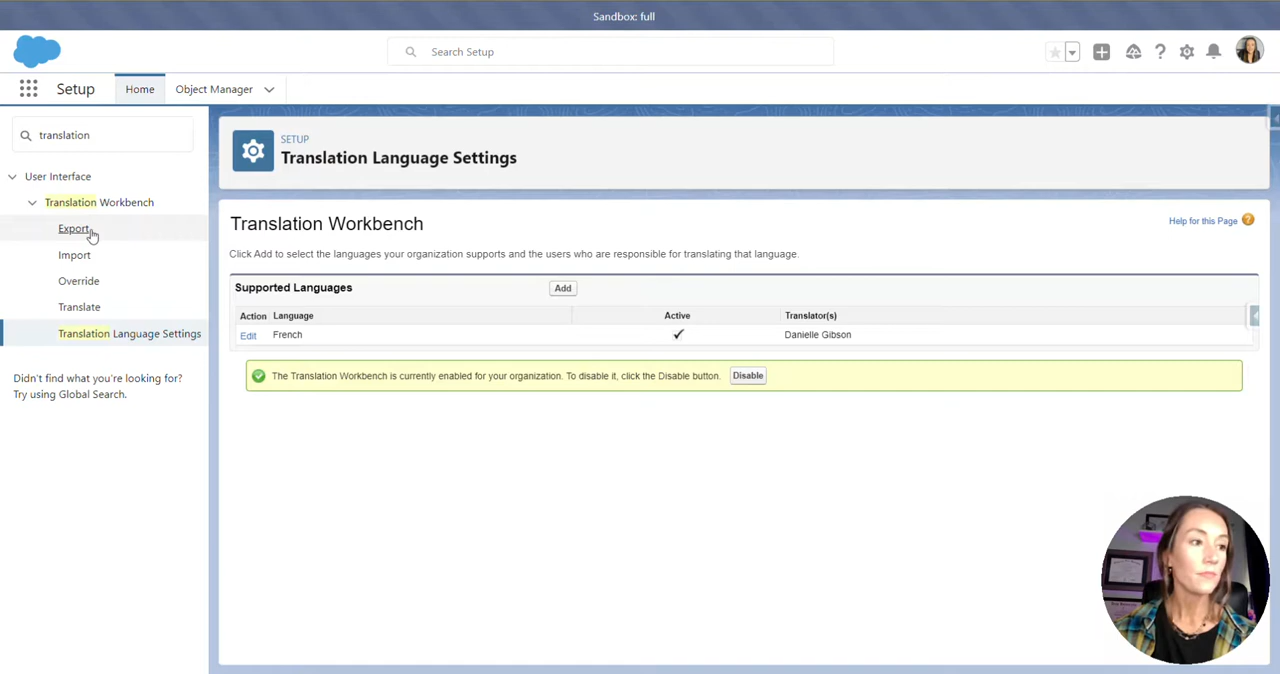 Sandbox: full
Search Setup
Setup
Home
Object Manager
translation
User Interface
Translation Workbench
Export
Import
Override
Translate
Translation Language Settings
Didn't find what you're looking for?
Try using Global Search.
SETUP
Translation Language Settings
Translation Workbench
Help for this Page
Click Add to select the languages your organization supports and the users who are responsible for translating that language.
Supported Languages Add
Action Language Active Translator(s)
Edit French Danielle Gibson
The Translation Workbench is currently enabled for your organization. To disable it, click the Disable button. Disable